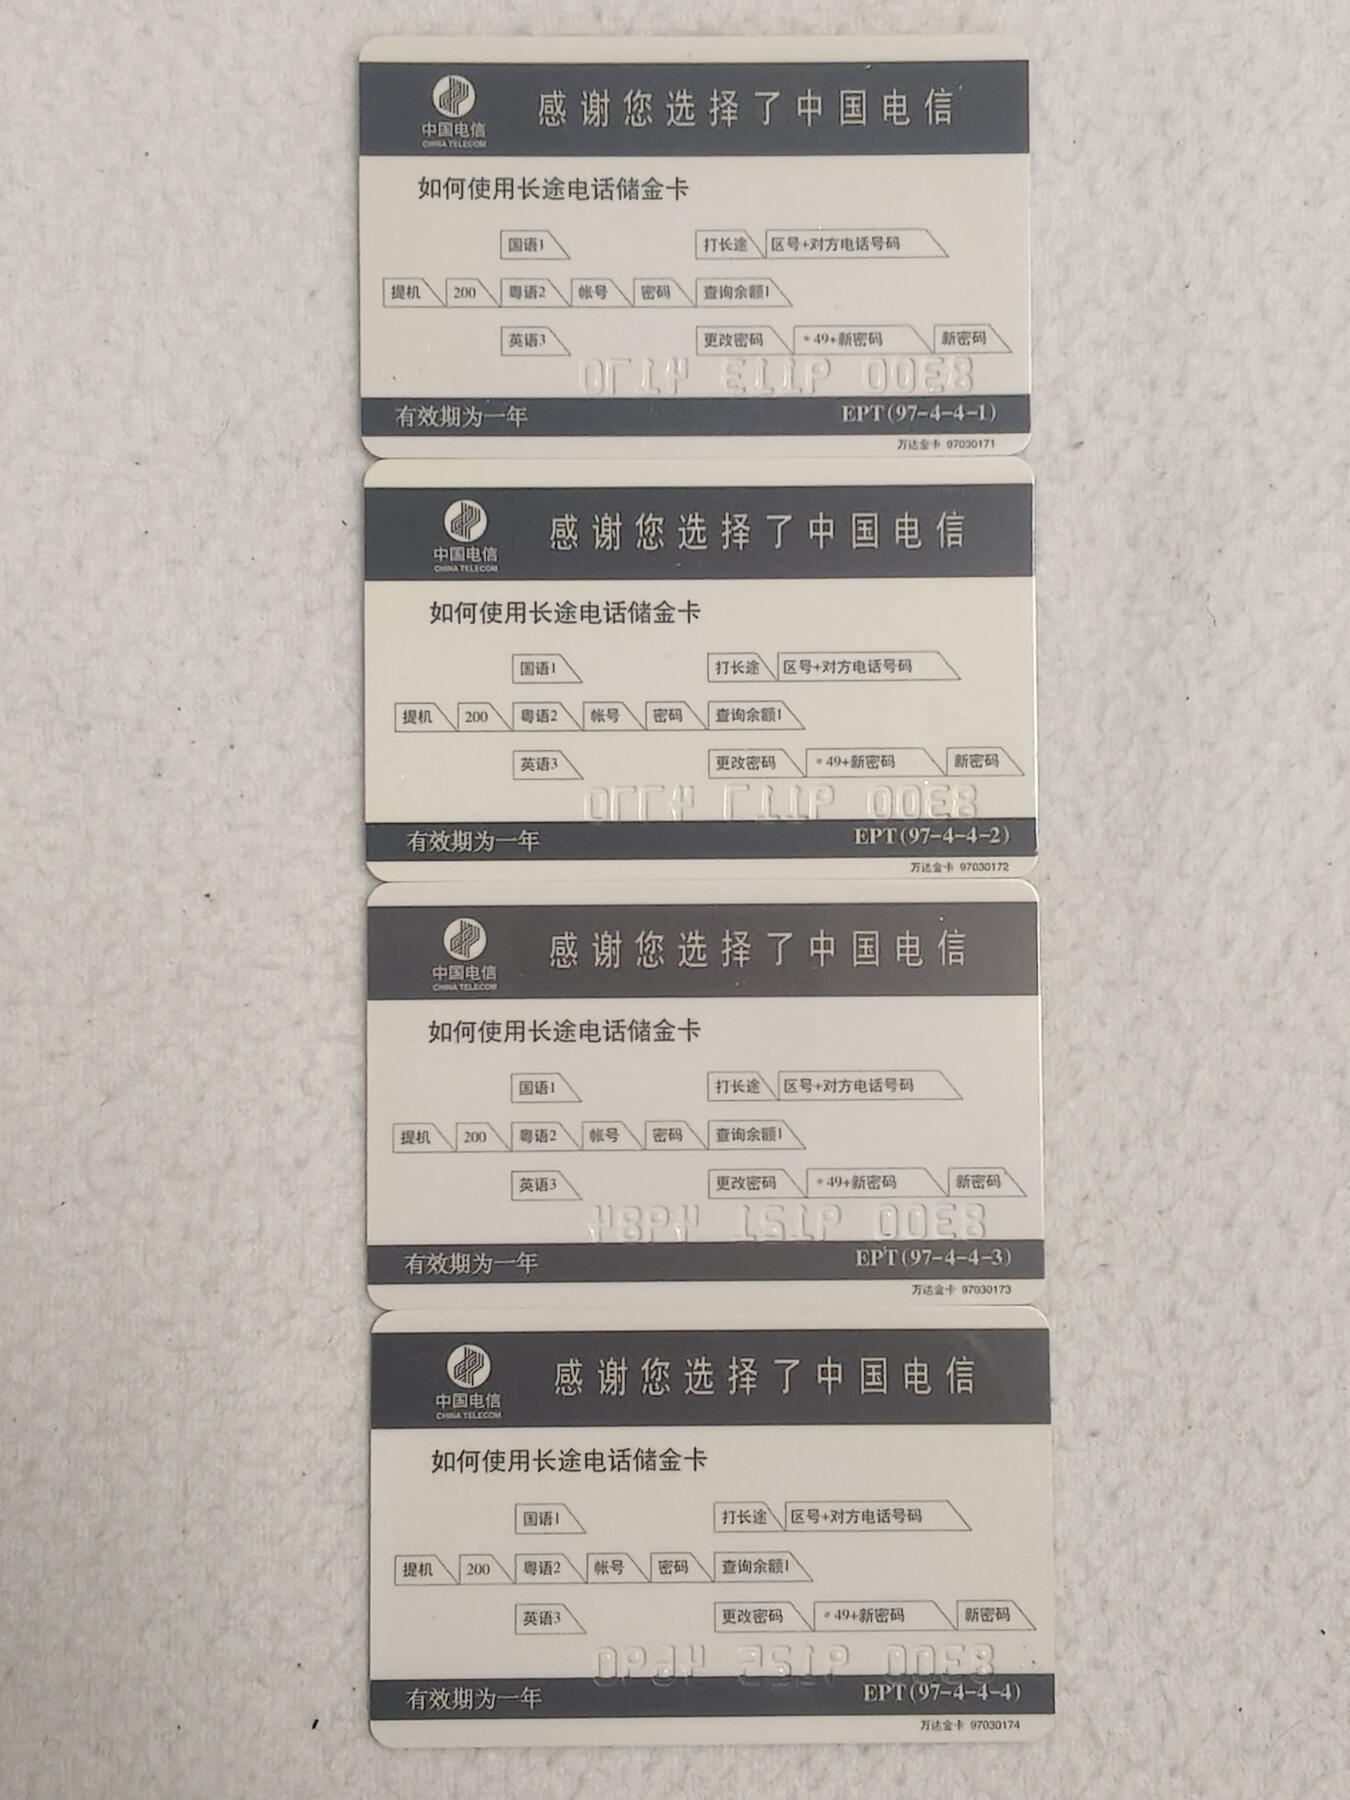 中国电信
CHINA TELECOM
感谢您选择了中国电信
如何使用长途电话储金卡
国语1 打长途 区号+对方电话号码
提机 200 粤语2 帐号 密码 查询余额1
英语3 更改密码 *49+新密码 新密码
有效期为一年 EPT(97-4-4-1)
万达金卡 97030171
中国电信
CHINA TELECOM
感谢您选择了中国电信
如何使用长途电话储金卡
国语1 打长途 区号+对方电话号码
提机 200 粤语2 帐号 密码 查询余额1
英语3 更改密码 *49+新密码 新密码
有效期为一年 EPT(97-4-4-2)
万达金卡 97030172
中国电信
CHINA TELECOM
感谢您选择了中国电信
如何使用长途电话储金卡
国语1 打长途 区号+对方电话号码
提机 200 粤语2 帐号 密码 查询余额1
英语3 更改密码 *49+新密码 新密码
有效期为一年 EPT(97-4-4-3)
万达金卡 97030173
中国电信
CHINA TELECOM
感谢您选择了中国电信
如何使用长途电话储金卡
国语1 打长途 区号+对方电话号码
提机 200 粤语2 帐号 密码 查询余额1
英语3 更改密码 *49+新密码 新密码
有效期为一年 EPT(97-4-4-4)
万达金卡 97030174